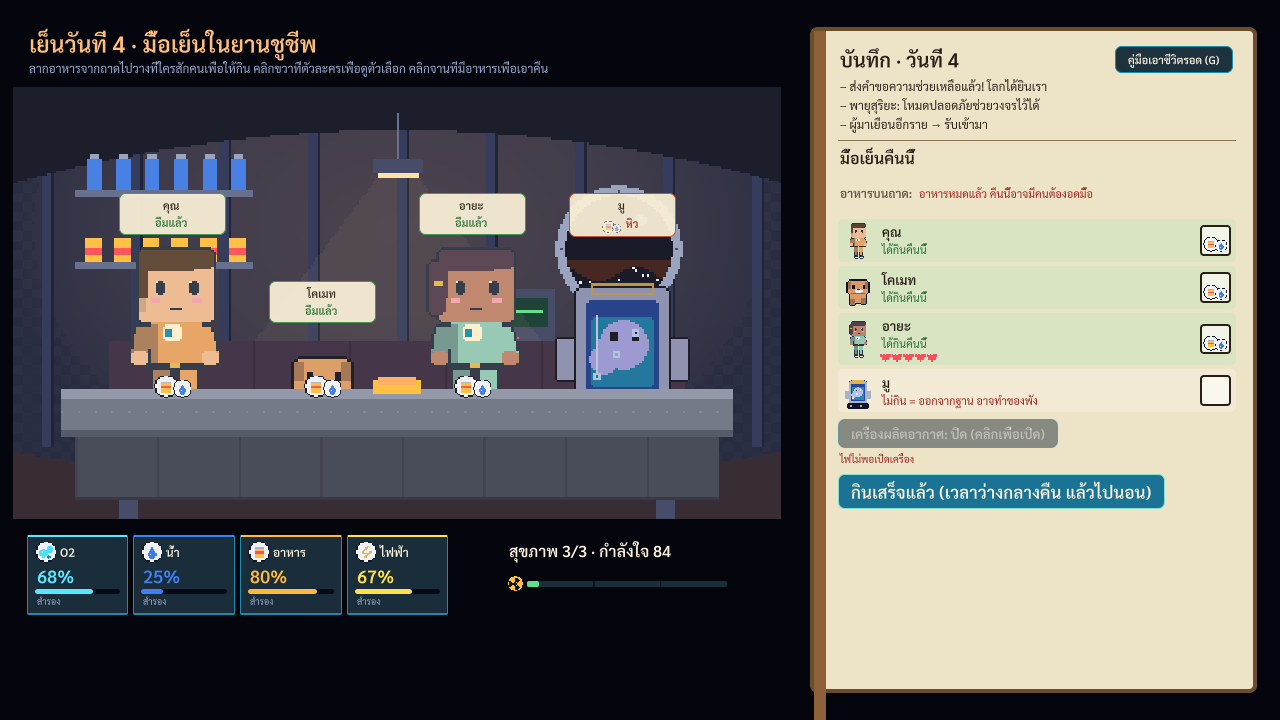 เย็นวันที่ 4 · มื้อเย็นในยานชูชีพ
ลากอาหารจากถาดไปวางที่ใครสักคนเพื่อให้กิน คลิกขวาที่ตัวละครเพื่อดูตัวเลือก คลิกจานที่มีอาหารเพื่อเอาคืน
คุณ
อิ่มแล้ว
โคเมท
อิ่มแล้ว
อายะ
อิ่มแล้ว
มู
หิว
O2
68%
สำรอง
น้ำ
25%
สำรอง
อาหาร
80%
สำรอง
ไฟฟ้า
67%
สำรอง
สุขภาพ 3/3 · กำลังใจ 84
บันทึก · วันที่ 4
คู่มือเอาชีวิตรอด (G)
– ส่งคำขอความช่วยเหลือแล้ว! โลกได้ยินเรา
– พายุสุริยะ: โหมดปลอดภัยช่วยวงจรไว้ได้
– ผู้มาเยือนอีกราย → รับเข้ามา
มื้อเย็นคืนนี้
อาหารบนถาด: อาหารหมดแล้ว คืนนี้อาจมีคนต้องอดมื้อ
คุณ
ได้กินคืนนี้
โคเมท
ได้กินคืนนี้
อายะ
ได้กินคืนนี้
มู
ไม่กิน = ออกจากฐาน อาจทำของพัง
เครื่องผลิตอากาศ: ปิด (คลิกเพื่อเปิด)
ไฟไม่พอเปิดเครื่อง
กินเสร็จแล้ว (เวลาว่างกลางคืน แล้วไปนอน)